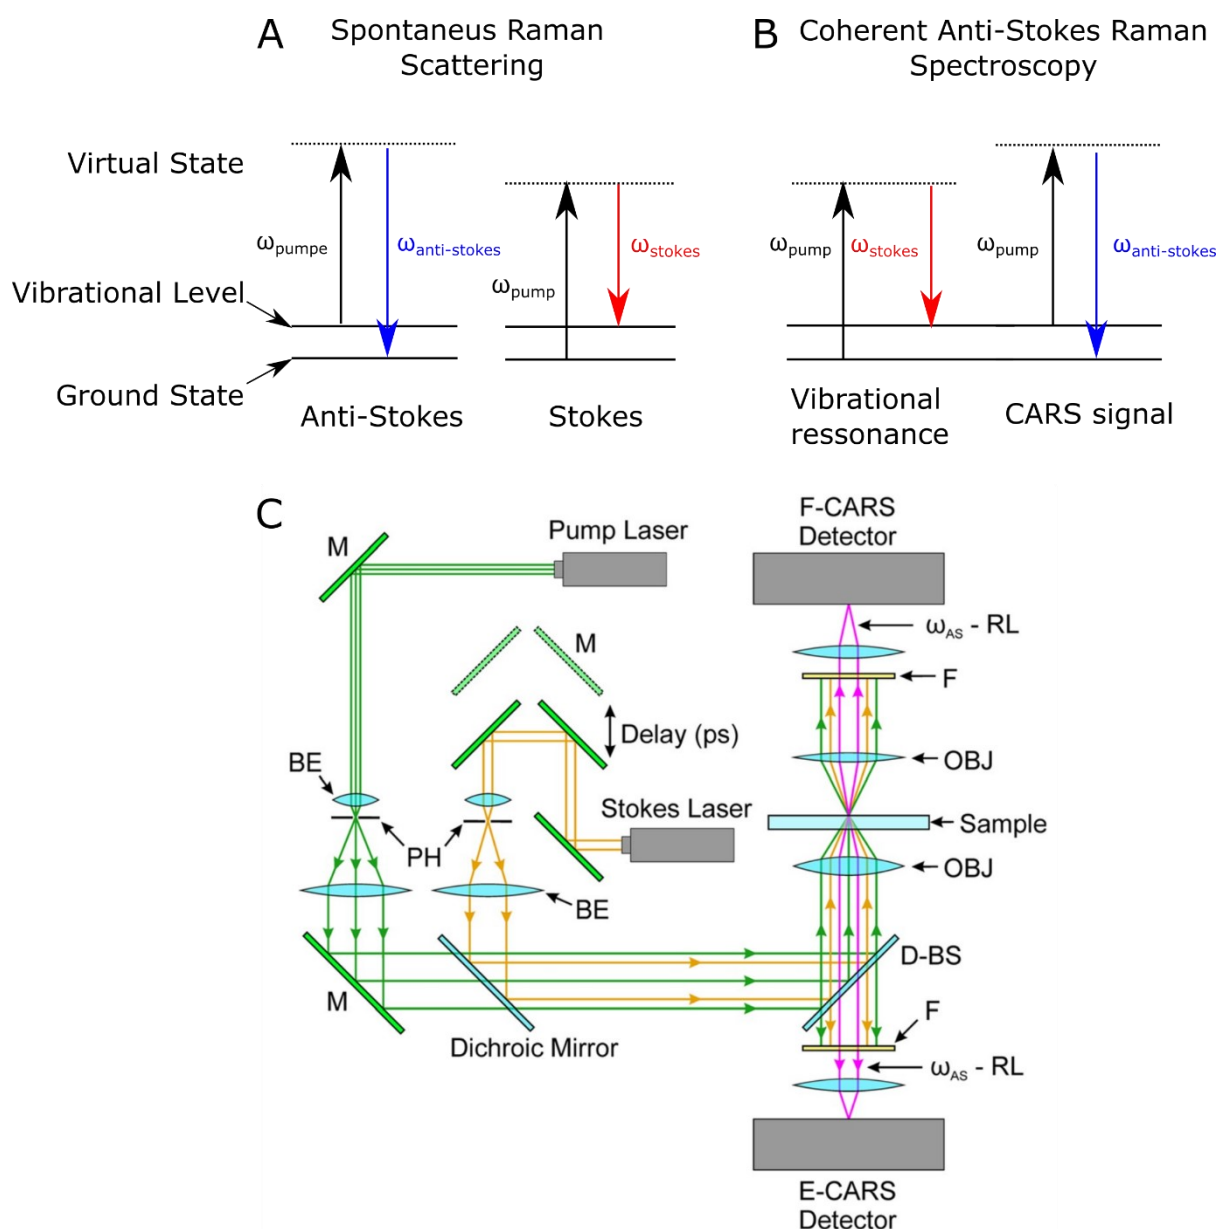 A
Spontaneus Raman
Scattering
B
Coherent Anti-Stokes Raman
Spectroscopy
Virtual State
ωpumpe
ωanti-stokes
ωpump
ωstokes
Vibrational Level
Ground State
Anti-Stokes
Stokes
ωpump
ωstokes
ωpump
ωanti-stokes
Vibrational
ressonance
CARS signal
C
M
Pump Laser
M
Delay (ps)
BE
Stokes Laser
PH
BE
M
Dichroic Mirror
F-CARS
Detector
ωAS - RL
F
OBJ
Sample
OBJ
D-BS
F
ωAS - RL
E-CARS
Detector